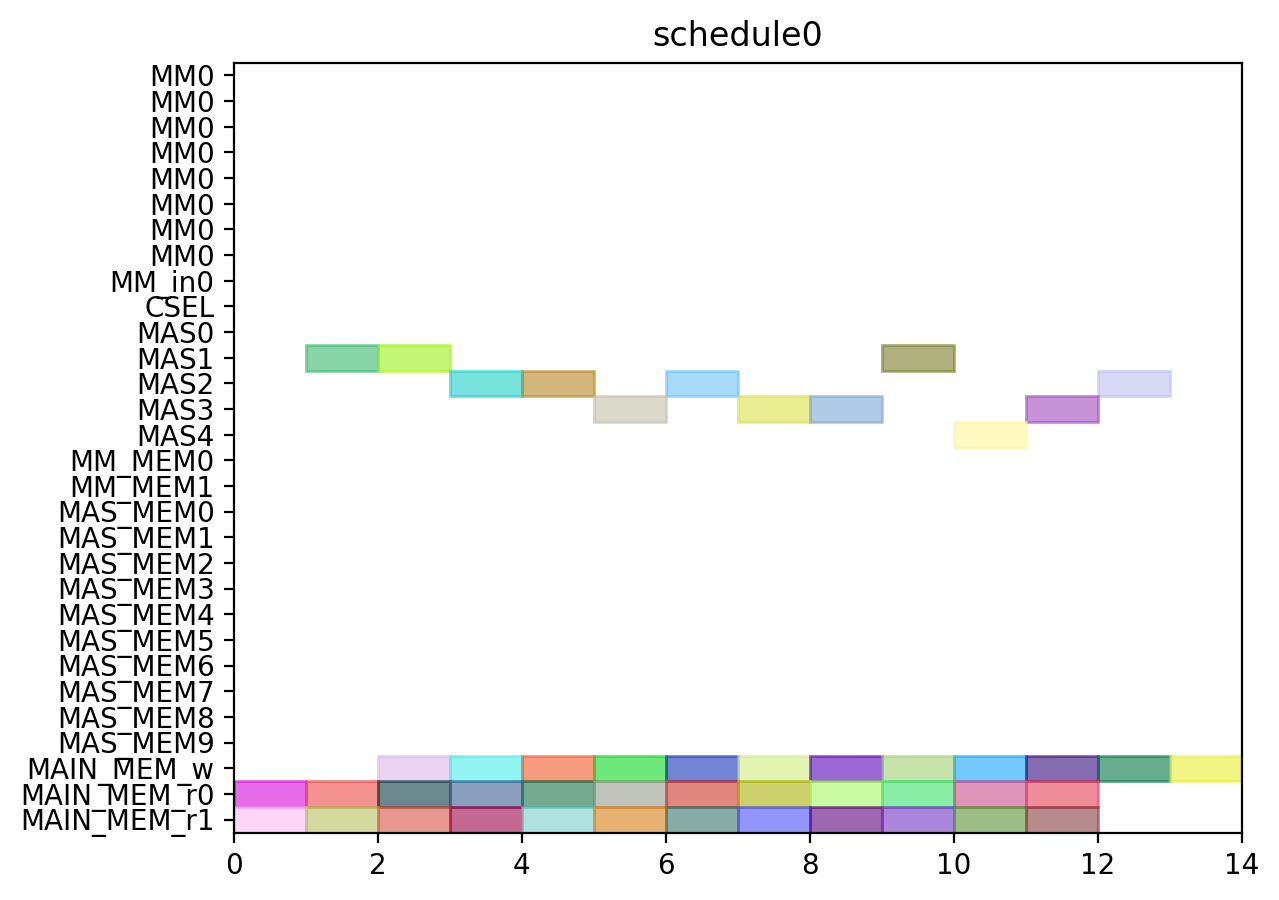 schedule0
MM0
MM0
MM0
MM0
MM0
MM0
MM0
MM0
MM_in0
CSEL
MAS0
MAS1
MAS2
MAS3
MAS4
MM_MEM0
MM_MEM1
MAS_MEM0
MAS_MEM1
MAS_MEM2
MAS_MEM3
MAS_MEM4
MAS_MEM5
MAS_MEM6
MAS_MEM7
MAS_MEM8
MAS_MEM9
MAIN_MEM_w
MAIN_MEM_r0
MAIN_MEM_r1
0 2 4 6 8 10 12 14